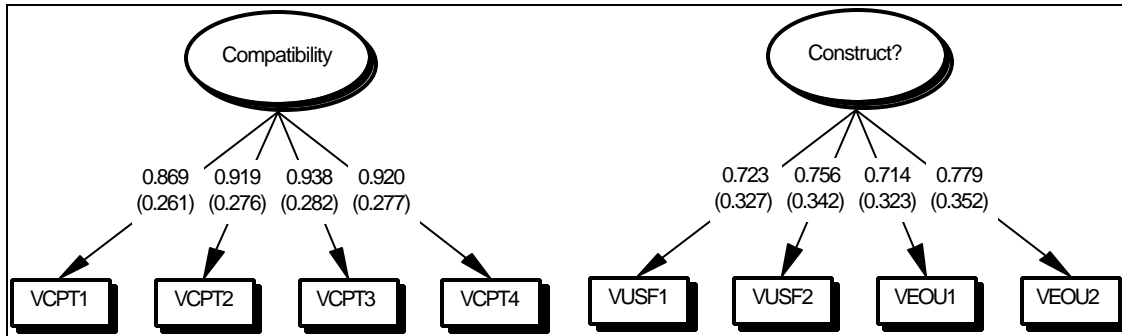 Compatibility
0.869 0.919 0.938 0.920
(0.261) (0.276) (0.282) (0.277)
VCPT1 VCPT2 VCPT3 VCPT4
Construct?
0.723 0.756 0.714 0.779
(0.327) (0.342) (0.323) (0.352)
VUSF1 VUSF2 VEOU1 VEOU2